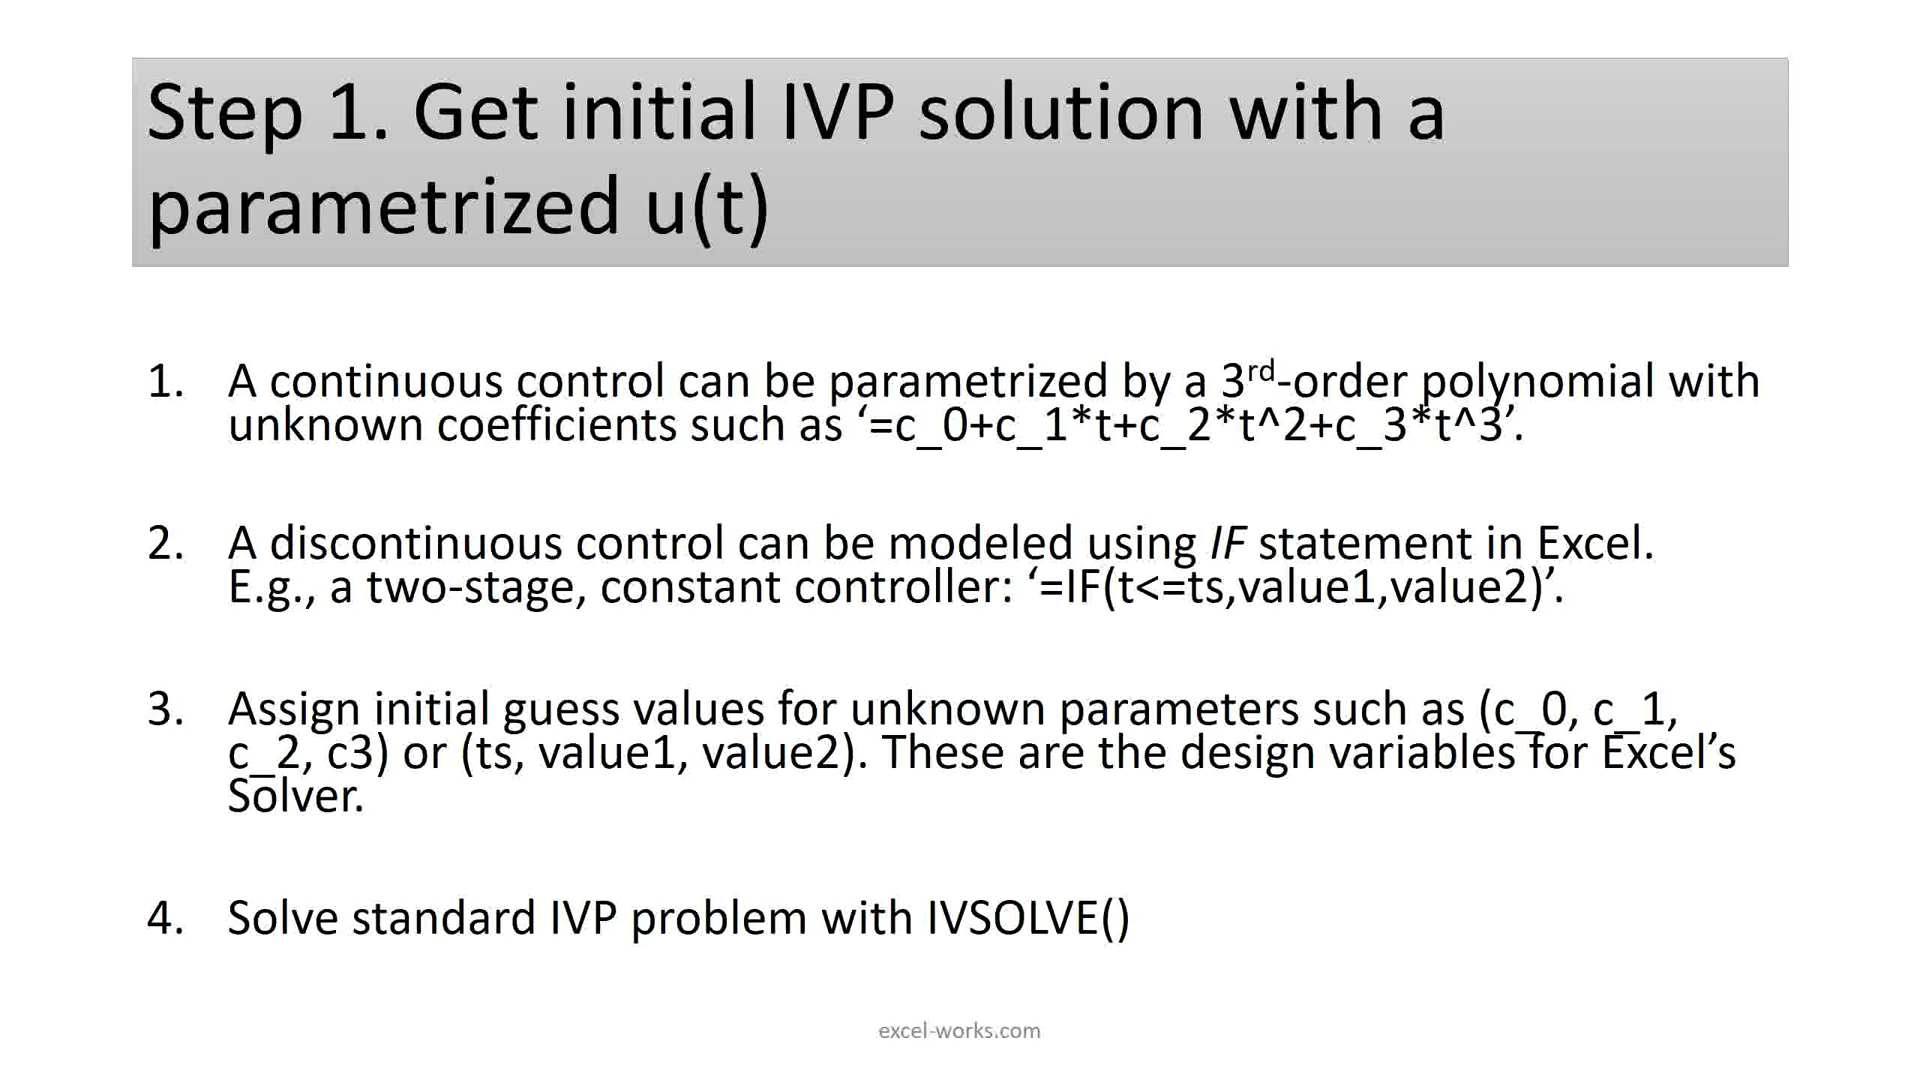 Step 1. Get initial IVP solution with a
parametrized u(t)
1. A continuous control can be parametrized by a 3rd-order polynomial with
unknown coefficients such as ‘=c_0+c_1*t+c_2*t^2+c_3*t^3’.
2. A discontinuous control can be modeled using IF statement in Excel.
E.g., a two-stage, constant controller: ‘=IF(t<=ts,value1,value2)’.
3. Assign initial guess values for unknown parameters such as (c_0, c_1,
c_2, c3) or (ts, value1, value2). These are the design variables for Excel’s
Solver.
4. Solve standard IVP problem with IVSOLVE()
excel-works.com